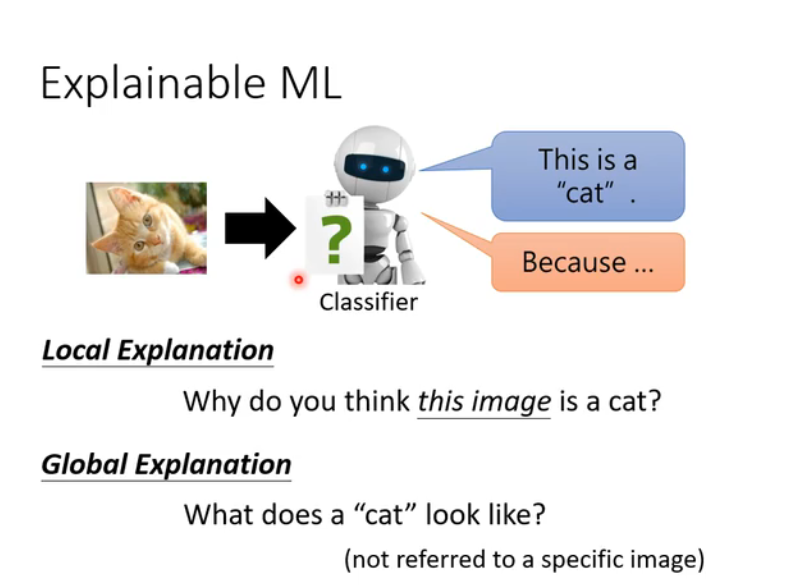 Explainable ML
This is a
“cat” .
?
Because ...
Classifier
Local Explanation
Why do you think this image is a cat?
Global Explanation
What does a “cat” look like?
(not referred to a specific image)